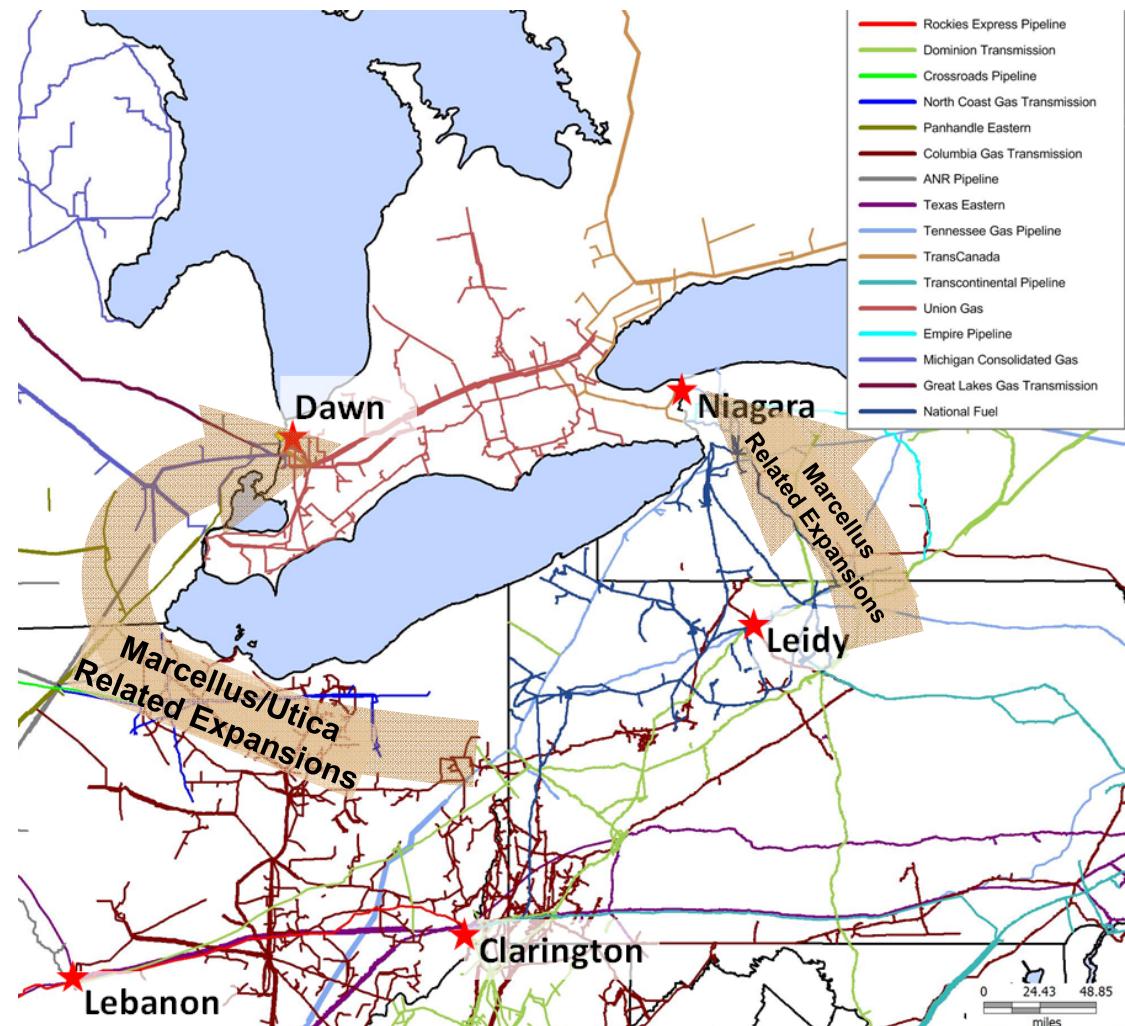 Rockies Express Pipeline
Dominion Transmission
Crossroads Pipeline
North Coast Gas Transmission
Panhandle Eastern
Columbia Gas Transmission
ANR Pipeline
Texas Eastern
Tennessee Gas Pipeline
TransCanada
Transcontinental Pipeline
Union Gas
Empire Pipeline
Michigan Consolidated Gas
Great Lakes Gas Transmission
National Fuel
Dawn
Niagara
Marcellus
Related Expansions
Leidy
Marcellus/Utica
Related Expansions
Clarington
Lebanon
0 24.43 48.85
miles